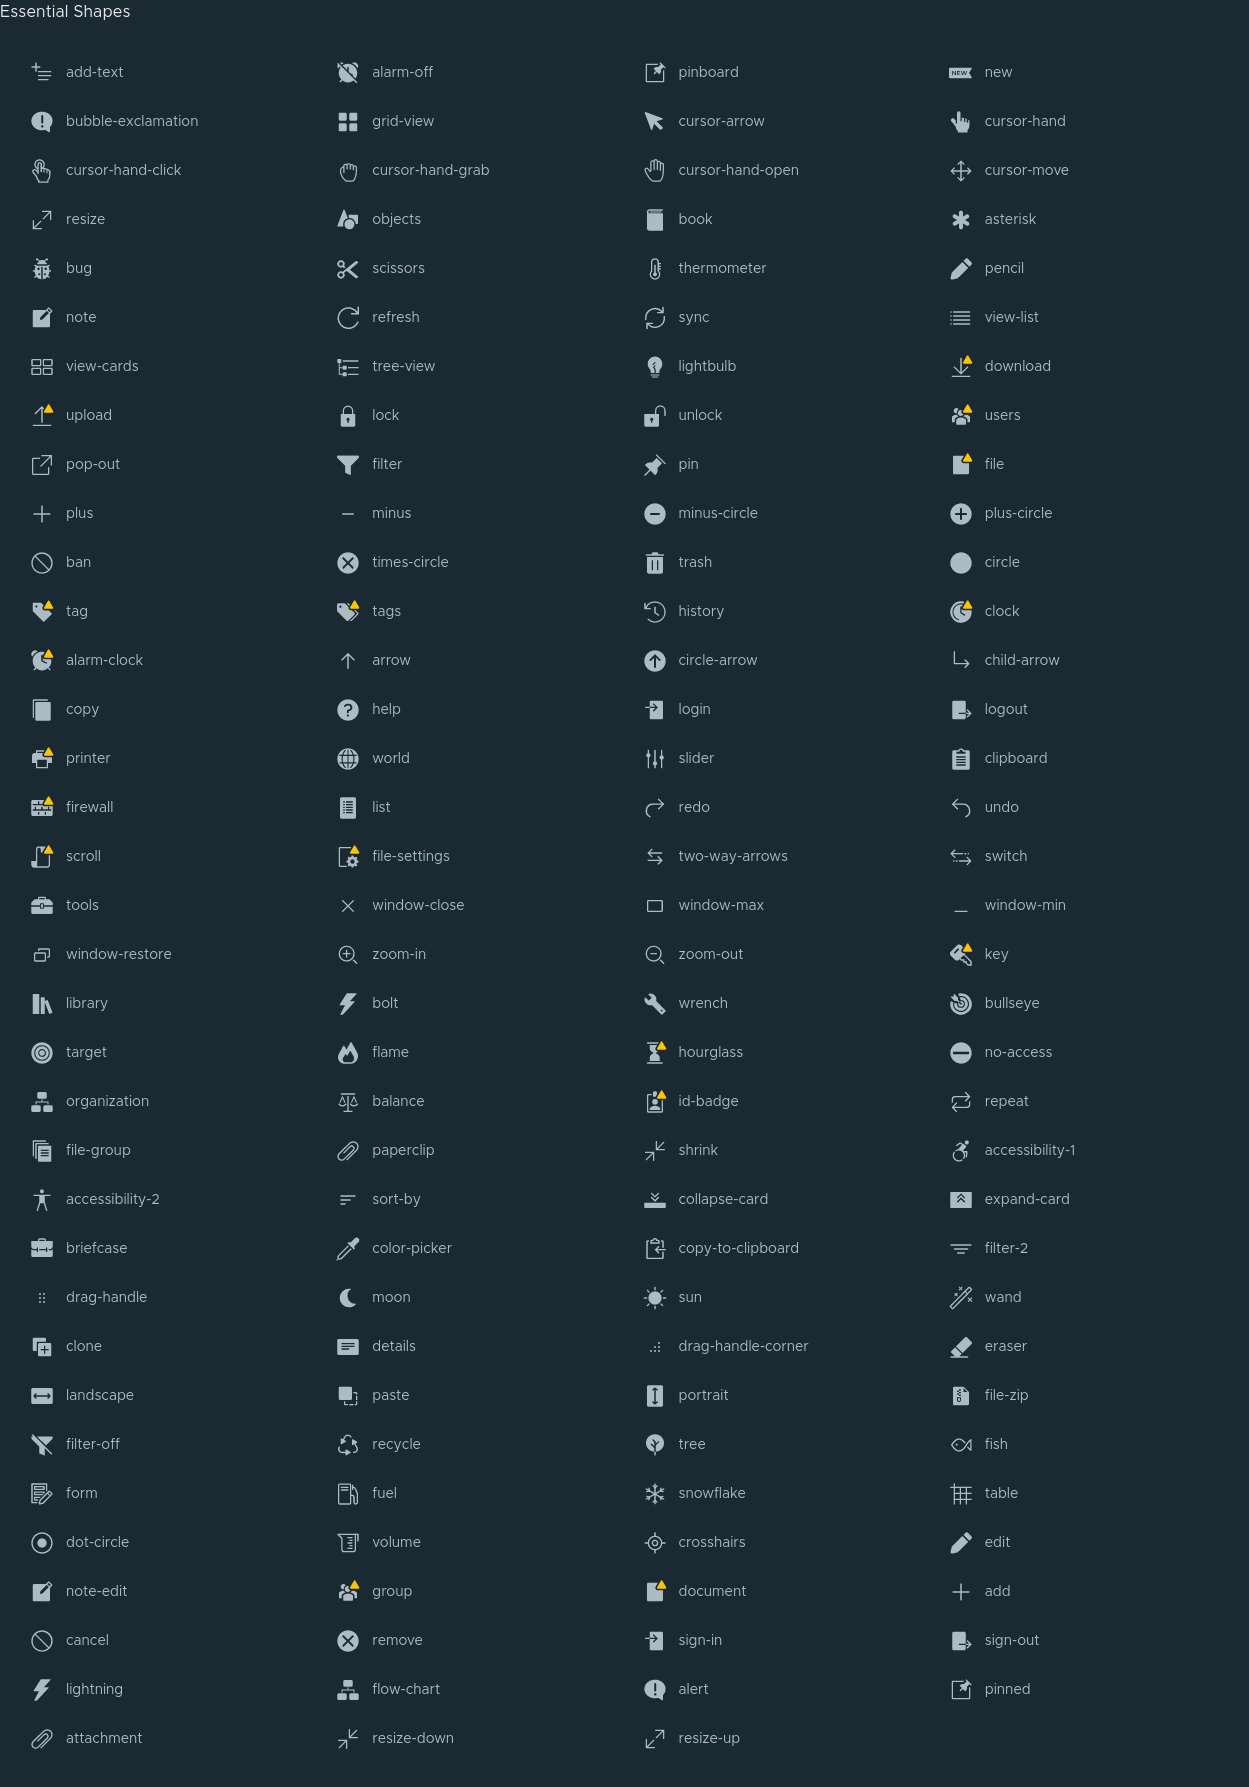 Essential Shapes
add-text alarm-off pinboard NEW new
bubble-exclamation grid-view cursor-arrow cursor-hand
cursor-hand-click cursor-hand-grab cursor-hand-open cursor-move
resize objects book asterisk
bug scissors thermometer pencil
note refresh sync view-list
view-cards tree-view lightbulb download
upload lock unlock users
pop-out filter pin file
plus minus minus-circle plus-circle
ban times-circle trash circle
tag tags history clock
alarm-clock arrow circle-arrow child-arrow
copy help login logout
printer world slider clipboard
firewall list redo undo
scroll file-settings two-way-arrows switch
tools window-close window-max window-min
window-restore zoom-in zoom-out key
library bolt wrench bullseye
target flame hourglass no-access
organization balance id-badge repeat
file-group paperclip shrink accessibility-1
accessibility-2 sort-by collapse-card expand-card
briefcase color-picker copy-to-clipboard filter-2
drag-handle moon sun wand
clone details drag-handle-corner eraser
landscape paste portrait file-zip
filter-off recycle tree fish
form fuel snowflake table
dot-circle volume crosshairs edit
note-edit group document add
cancel remove sign-in sign-out
lightning flow-chart alert pinned
attachment resize-down resize-up